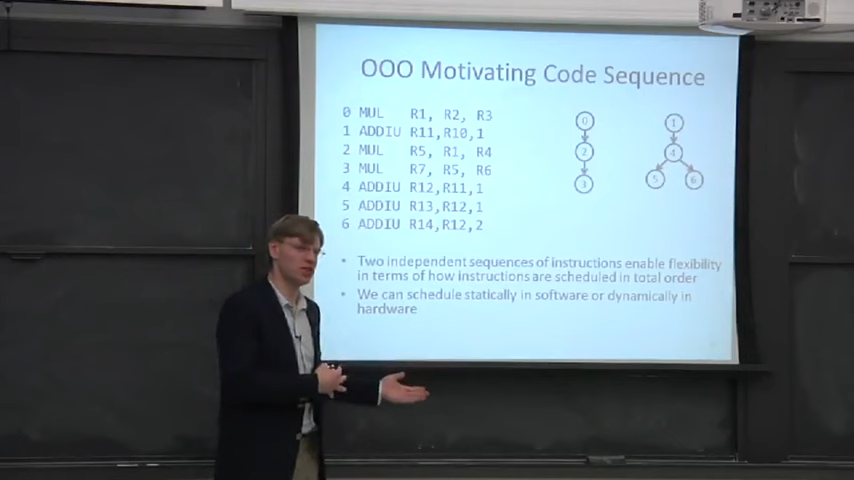 OOO Motivating Code Sequence
0 MUL R1, R2, R3
1 ADDIU R11,R10,1
2 MUL R5, R1, R4
3 MUL R7, R5, R6
4 ADDIU R12,R11,1
5 ADDIU R13,R12,1
6 ADDIU R14,R12,2
0
2
3
1
4
5 6
• Two independent sequences of instructions enable flexibility
in terms of how instructions are scheduled in total order
• We can schedule statically in software or dynamically in
hardware